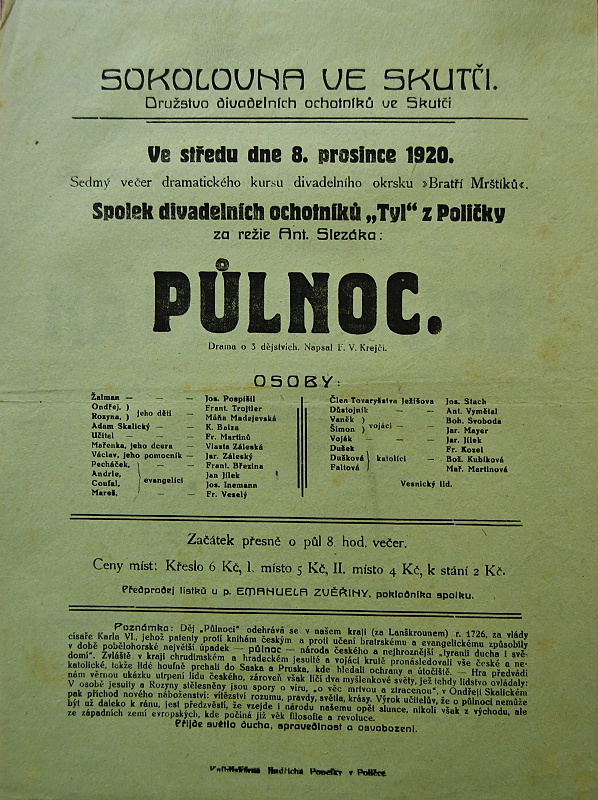 SOKOLOVNA VE SKUTČI.
Družstvo divadelních ochotníků ve Skutči
Ve středu dne 8. prosince 1920.
Sedmý večer dramatického kursu divadelního okrsku »Bratří Mrštíků«.
Spolek divadelních ochotníků „Tyl" z Poličky
za režie Ant. Slezáka:
PŮLNOC.
Drama o 3 dějstvích. Napsal F. V. Krejčí.
OSOBY:
Žalman — — — Jos. Pospíšil
Ondřej, ) Frant. Trojtler
Rozyna, ) jeho děti — Máňa Madejevská
Adam Skalický — — K. Balza
Učitel — — — Fr. Martinů
Mařenka, jeho dcera — Vlasta Záleská
Václav, jeho pomocník — Jar. Záleský
Pecháček, Frant. Březina
Andrle, Jan Jílek
Coufal, evangelíci Jos. Inemann
Mareš, Fr. Veselý
Člen Tovaryšstva Ježíšova Jos. Stach
Důstojník — — Ant. Vymětal
Vaněk ) Boh. Svoboda
Šimon ) vojáci — — Jar. Mayer
Voják — — — Jar. Jílek
Dušek Fr. Kozel
Dušková katolíci — Bož. Kubíková
Faltová Mař. Martinová
Vesnický lid.
Začátek přesně o půl 8. hod. večer.
Ceny míst: Křeslo 6 Kč, I. místo 5 Kč, II. místo 4 Kč, k stání 2 Kč.
Předprodej lístků u p. EMANUELA ZVĚŘINY, pokladníka spolku.
Poznámka: Děj „Půlnoci" odehrává se v našem kraji (za Lanškrounem) r. 1726, za vlády
císaře Karla VI., jehož patenty proti knihám českým a proti učení bratrskému a evangelickému způsobily
v době pobělohorské největší úpadek — půlnoc — národa českého a nejhroznější „tyranii ducha i svě-
domí". Zvláště v kraji chrudimském a hradeckém jesuité a vojáci krutě pronásledovali vše české a ne-
katolické, takže lidé houfně prchali do Saska a Pruska, kde hledali ochrany a útočiště. — Hra předvádí
nám věrnou ukázku utrpení lidu českého, zároveň však líčí dva myšlenkové světy, jež tehdy lidstvo ovládaly:
V osobě jesuity a Rozyny stělesněny jsou spory o víru, „o věc mrtvou a ztracenou", v Ondřeji Skalickém
pak příchod nového náboženství: vítězství rozumu, pravdy, světla, krásy. Výrok učitelův, že o půlnoci nemůže
být už daleko k ránu, jest předzvěstí, že vzejde i národu našemu opět slunce, nikoli však z východu, ale
ze západních zemí evropských, kde počíná již věk filosofie a revoluce.
Přijde světlo ducha, spravedlnost a osvobození.
Jindřicha Popelky v Poličce.